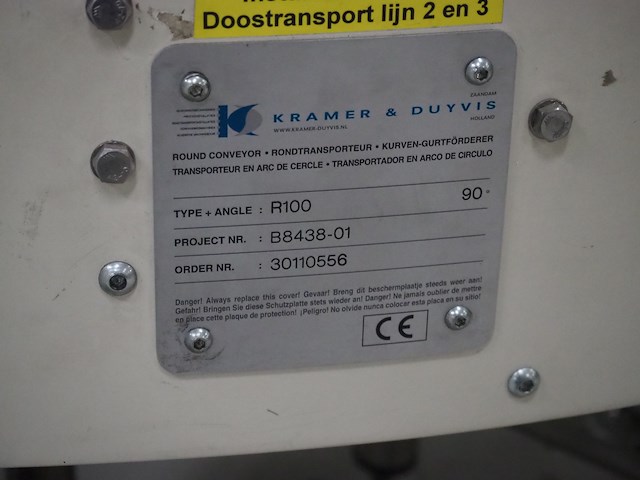 Doostransport lijn 2 en 3
KRAMER & DUYVIS
ZAANDAM
HOLLAND
WWW.KRAMER-DUYVIS.NL
ROUND CONVEYOR • RONDTRANSPORTEUR • KURVEN-GURTFÖRDERER
TRANSPORTEUR EN ARC DE CERCLE • TRANSPORTADOR EN ARCO DE CIRCULO
TYPE + ANGLE : R100 90°
PROJECT NR. : B8438-01
ORDER NR. : 30110556
Danger! Always replace this cover! Gevaar! Breng dit beschermplaatje steeds weer aan!
Gefahr! Bringen Sie diese Schutzplatte stets wieder an! Danger! Ne jamais oublier de mettre
en place cette plaque de protection! ¡Peligro! No olvide nunca colocar esta placa en su sitio!
CE